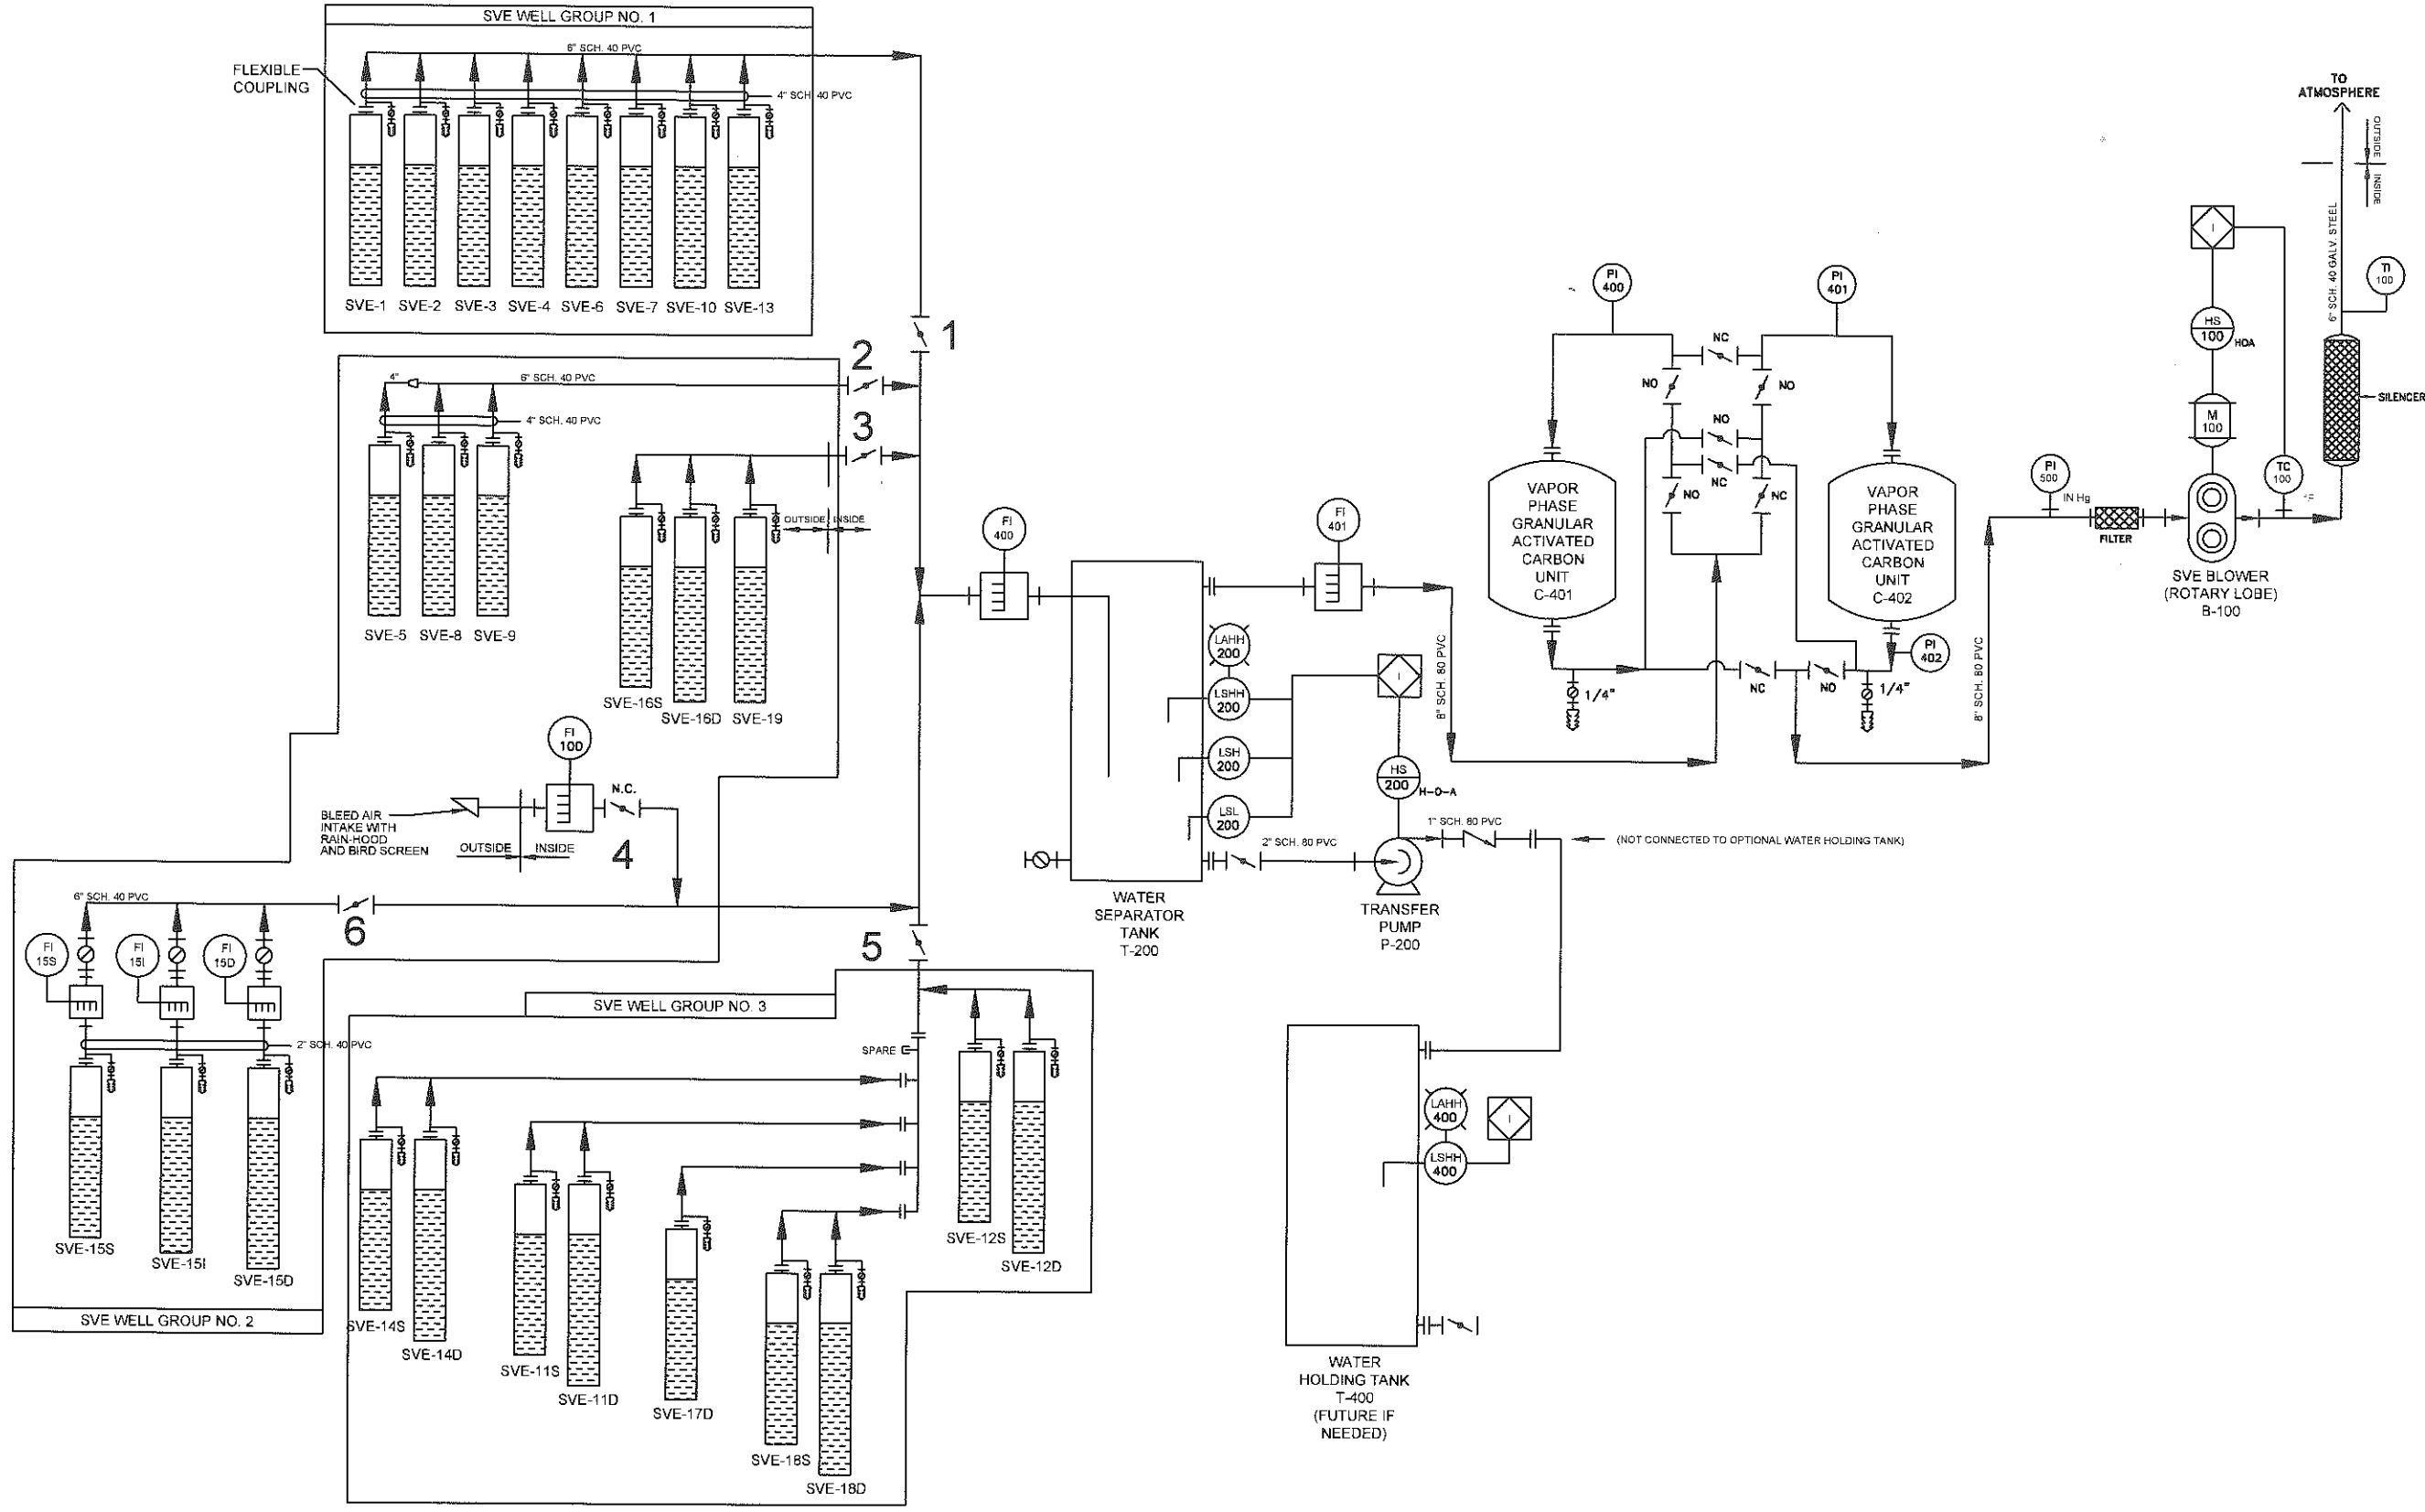 SVE WELL GROUP NO. 1
6" SCH. 40 PVC
FLEXIBLE
COUPLING
4" SCH. 40 PVC
SVE-1 SVE-2 SVE-3 SVE-4 SVE-6 SVE-7 SVE-10 SVE-13
1
2
4" 6" SCH. 40 PVC
4" SCH. 40 PVC
3
OUTSIDE INSIDE
SVE-5 SVE-8 SVE-9
SVE-16S
SVE-16D SVE-19
FI
100
N.C.
BLEED AIR
INTAKE WITH
RAIN-HOOD
AND BIRD SCREEN
OUTSIDE INSIDE
4
6" SCH. 40 PVC
6
5
FI
15S
FI
15I
FI
15D
2" SCH. 40 PVC
SVE-15S
SVE-15I
SVE-15D
SVE WELL GROUP NO. 2
SVE WELL GROUP NO. 3
SPARE
SVE-12S
SVE-12D
SVE-14S
SVE-14D
SVE-11S
SVE-11D
SVE-17D
SVE-18S
SVE-18D
FI
400
FI
401
LAHH
200
LSHH
200
LSH
200
LSL
200
I
HS
200
H-O-A
8" SCH. 80 PVC
2" SCH. 80 PVC
1" SCH. 80 PVC
(NOT CONNECTED TO OPTIONAL WATER HOLDING TANK)
WATER
SEPARATOR
TANK
T-200
TRANSFER
PUMP
P-200
LAHH
400
LSHH
400
I
WATER
HOLDING TANK
T-400
(FUTURE IF
NEEDED)
PI
400
PI
401
NC
NO
NO
NO
NC
NO
NC
VAPOR
PHASE
GRANULAR
ACTIVATED
CARBON
UNIT
C-401
VAPOR
PHASE
GRANULAR
ACTIVATED
CARBON
UNIT
C-402
PI
402
NC
NO
1/4"
1/4"
8" SCH. 80 PVC
PI
500
IN Hg
FILTER
I
HS
100
HOA
M
100
TC
100
°F
SVE BLOWER
(ROTARY LOBE)
B-100
TO
ATMOSPHERE
OUTSIDE
INSIDE
6" SCH. 40 GALV. STEEL
TI
100
SILENCER